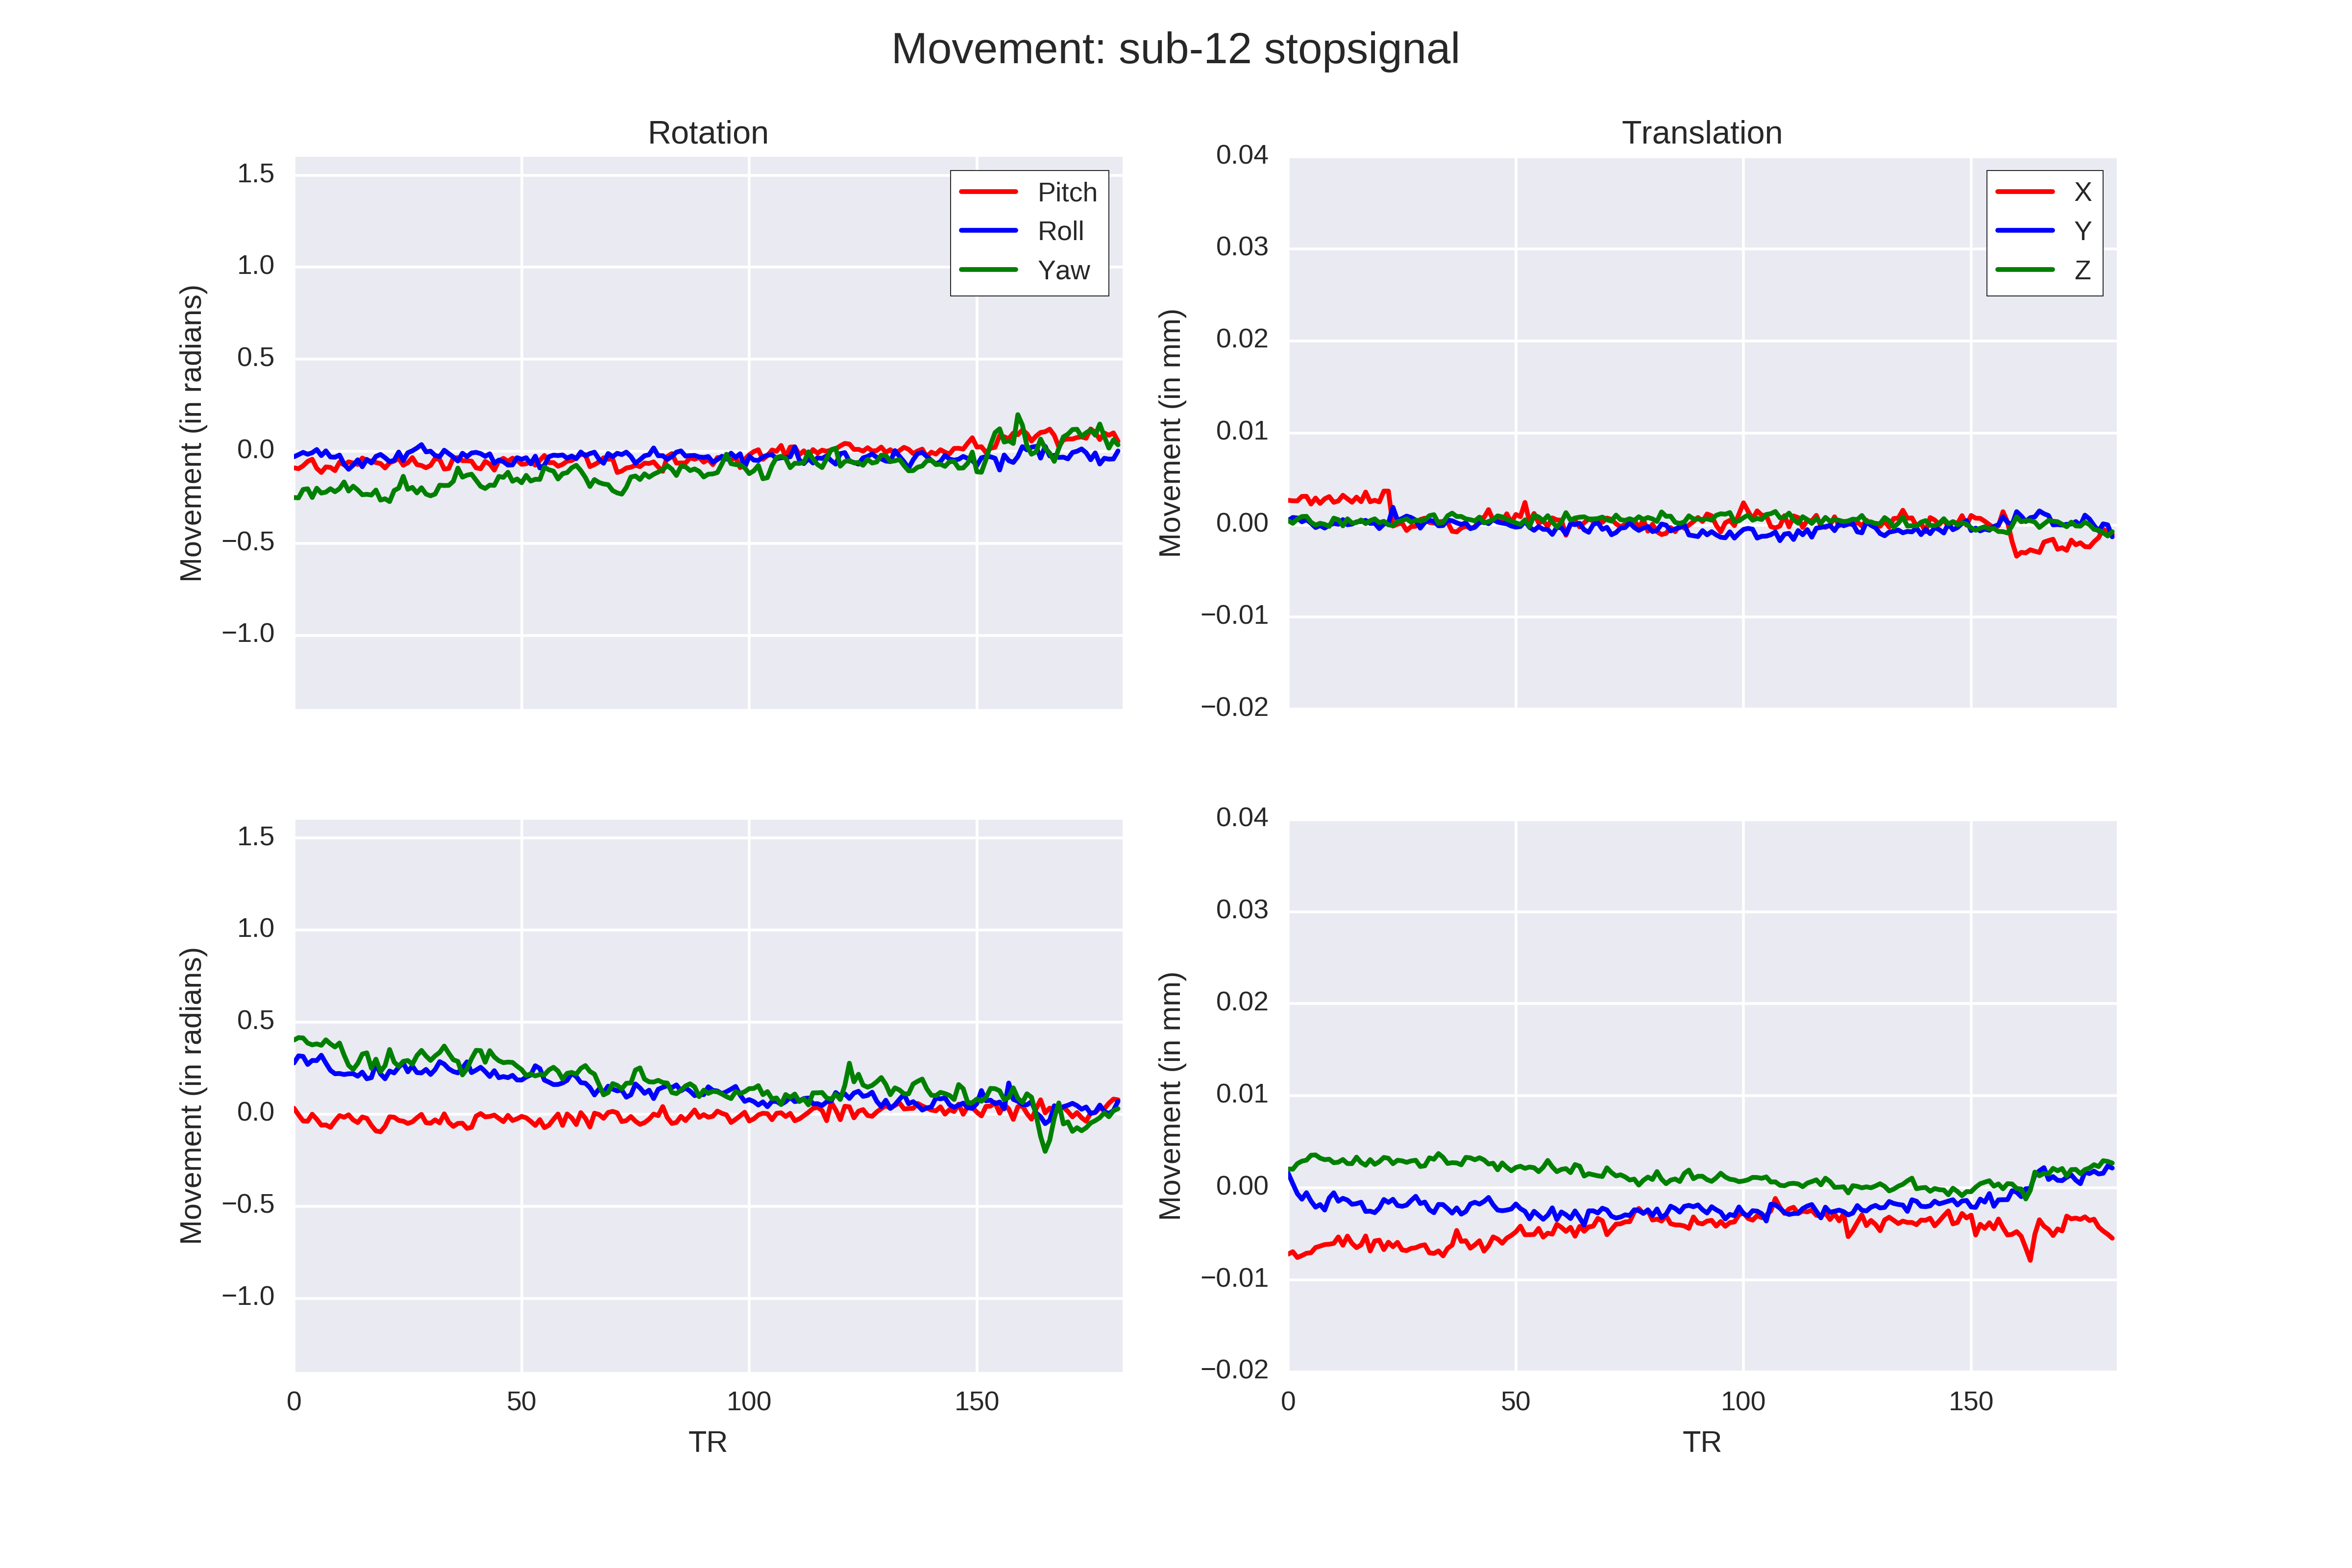 Movement: sub-12 stopsignal
Rotation
Translation
1.5
1.0
0.5
0.0
−0.5
−1.0
Movement (in radians)
Pitch
Roll
Yaw
0.04
0.03
0.02
0.01
0.00
−0.01
−0.02
Movement (in mm)
X
Y
Z
1.5
1.0
0.5
0.0
−0.5
−1.0
Movement (in radians)
0 50 100 150
TR
0.04
0.03
0.02
0.01
0.00
−0.01
−0.02
Movement (in mm)
0 50 100 150
TR